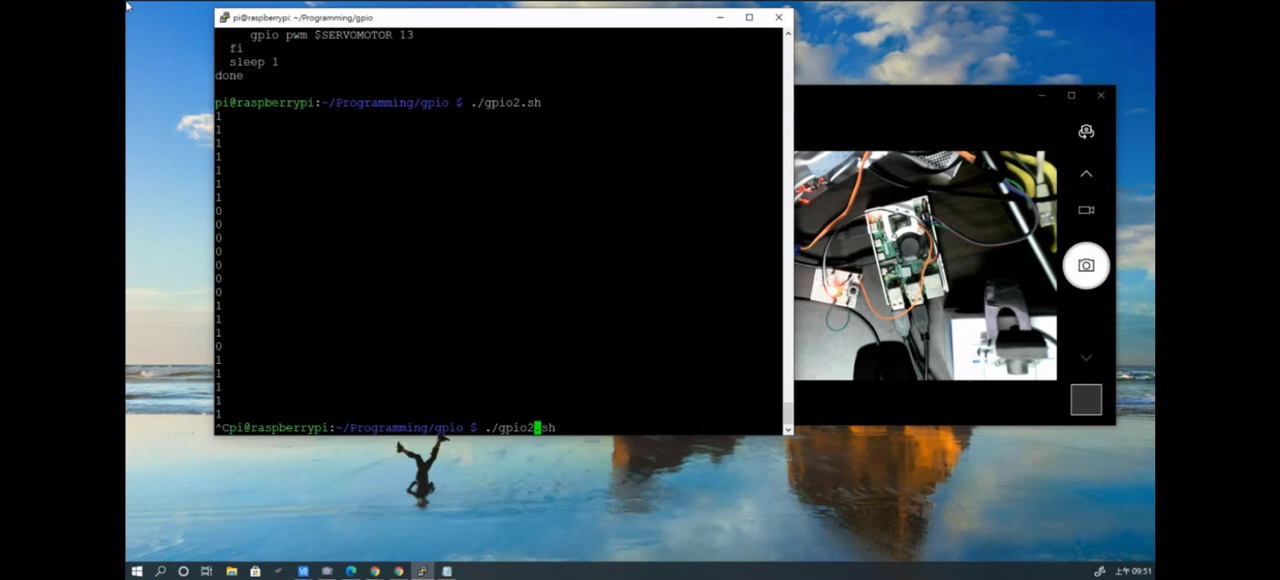 pi@raspberrypi: ~/Programming/gpio
gpio pwm $SERVOMOTOR 13
fi
sleep 1
done
pi@raspberrypi:~/Programming/gpio $ ./gpio2.sh
1
1
1
1
1
1
1
0
0
0
0
0
0
0
1
1
1
0
1
1
1
1
1
^Cpi@raspberrypi:~/Programming/gpio $ ./gpio2.sh
上午 09:51